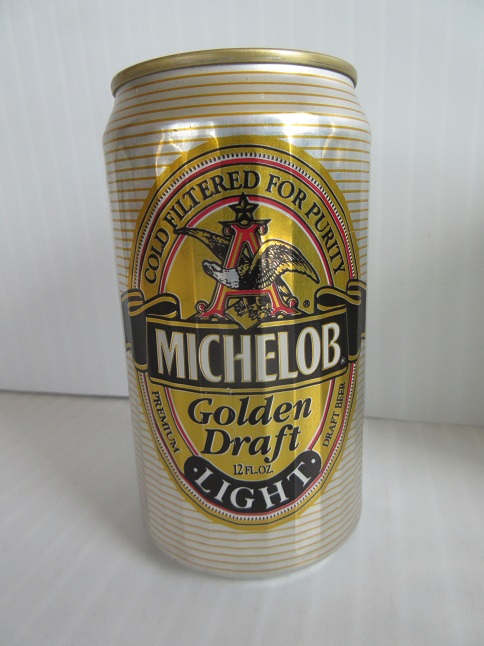 COLD FILTERED FOR PURITY
A
®
MICHELOB®
Golden
Draft
PREMIUM
DRAFT BEER
12 FL. OZ.
· LIGHT ·